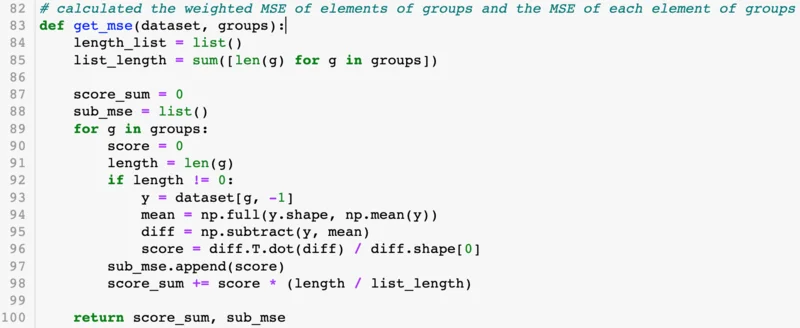 82 # calculated the weighted MSE of elements of groups and the MSE of each element of groups
83 def get_mse(dataset, groups):
84     length_list = list()
85     list_length = sum([len(g) for g in groups])
86
87     score_sum = 0
88     sub_mse = list()
89     for g in groups:
90         score = 0
91         length = len(g)
92         if length != 0:
93             y = dataset[g, -1]
94             mean = np.full(y.shape, np.mean(y))
95             diff = np.subtract(y, mean)
96             score = diff.T.dot(diff) / diff.shape[0]
97         sub_mse.append(score)
98         score_sum += score * (length / list_length)
99
100     return score_sum, sub_mse